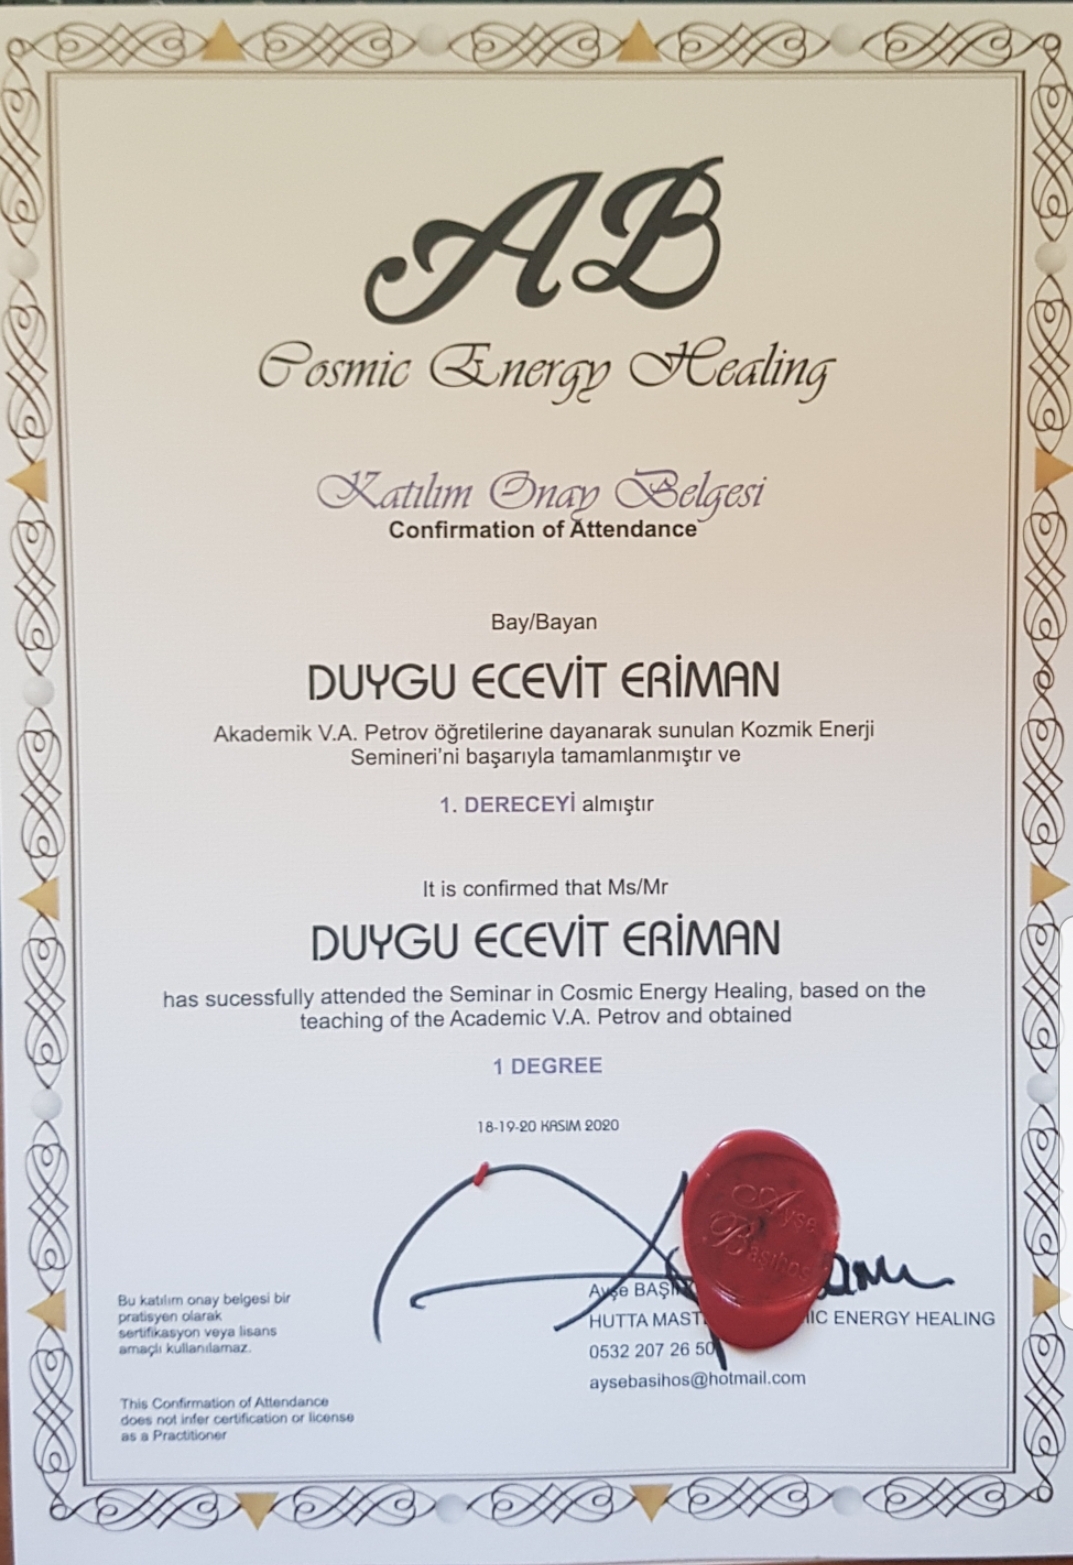 AB
Cosmic Energy Healing
Katılım Onay Belgesi
Confirmation of Attendance
Bay/Bayan
DUYGU ECEVİT ERİMAN
Akademik V.A. Petrov öğretilerine dayanarak sunulan Kozmik Enerji
Semineri'ni başarıyla tamamlanmıştır ve
1. DERECEYİ almıştır
It is confirmed that Ms/Mr
DUYGU ECEVİT ERİMAN
has sucessfully attended the Seminar in Cosmic Energy Healing, based on the
teaching of the Academic V.A. Petrov and obtained
1 DEGREE
18-19-20 KASIM 2020
Ayşe
Başıhoş
Ayşe
HUTTA ENERGY HEALING
0532 207 26 50
aysebasihos@hotmail.com
Bu katılım onay belgesi bir
pratisyen olarak
sertifikasyon veya lisans
amaçlı kullanılamaz.
This Confirmation of Attendance
does not infer certification or license
as a Practitioner